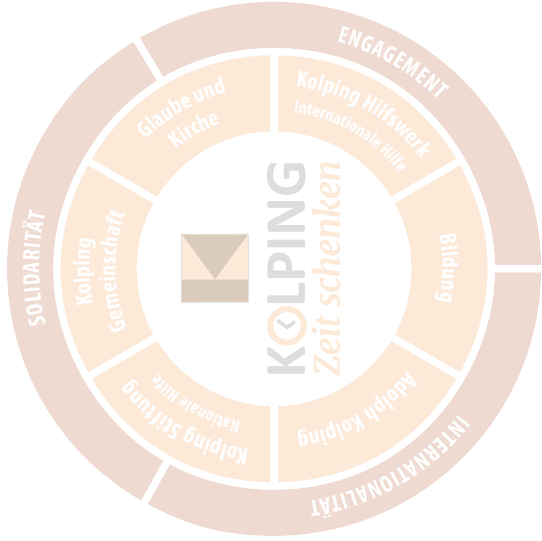 ENGAGEMENT
Kolping Hilfswerk
Internationale Hilfe
Bildung
INTERNATIONALITÄT
Adolph Kolping
Kolping Stiftung
Nationale Hilfe
SOLIDARITÄT
Kolping
Gemeinschaft
Glaube und
Kirche
KOLPING
Zeit schenken